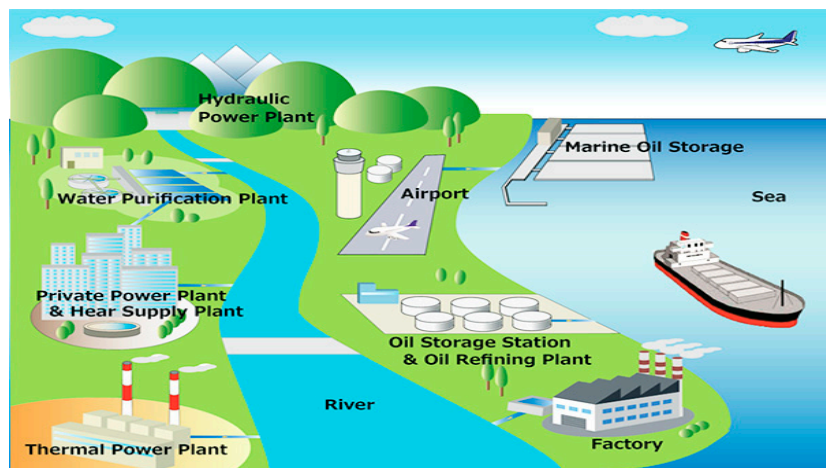 Hydraulic
Power Plant
Marine Oil Storage
Water Purification Plant
Airport
Sea
Private Power Plant
& Hear Supply Plant
Oil Storage Station
& Oil Refining Plant
River
Thermal Power Plant
Factory